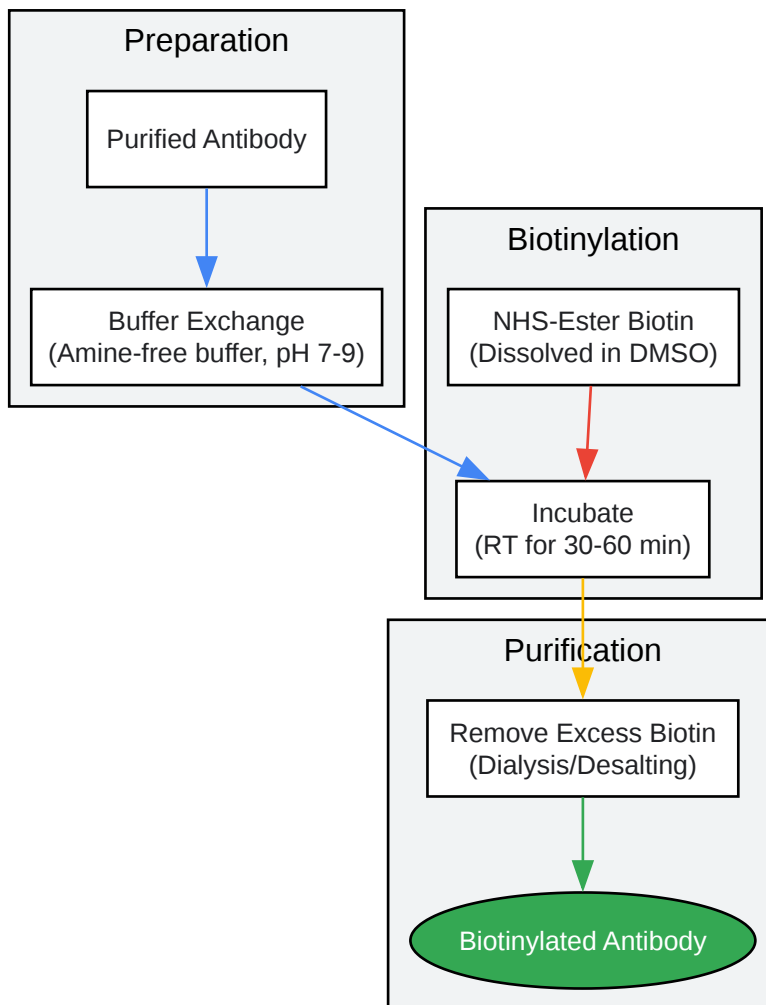 Preparation
Purified Antibody
Buffer Exchange
(Amine-free buffer, pH 7-9)
Biotinylation
NHS-Ester Biotin
(Dissolved in DMSO)
Incubate
(RT for 30-60 min)
Purification
Remove Excess Biotin
(Dialysis/Desalting)
Biotinylated Antibody